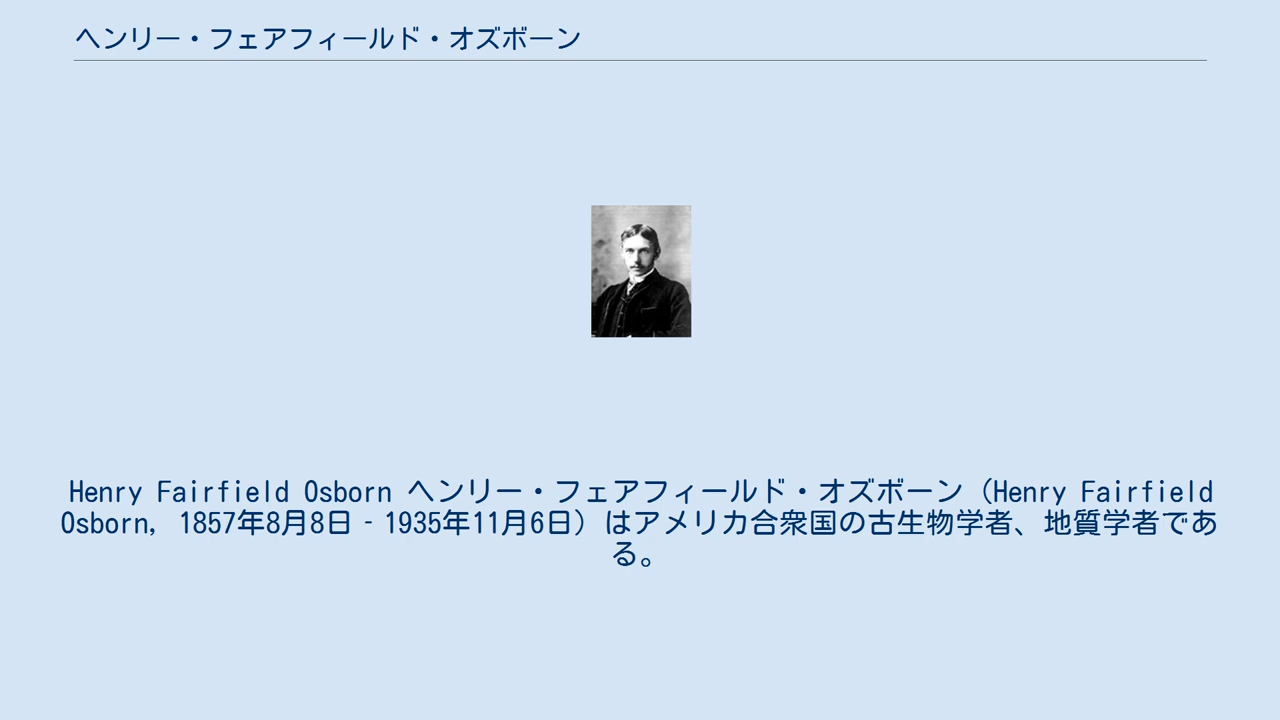 ヘンリー・フェアフィールド・オズボーン
Henry Fairfield Osborn ヘンリー・フェアフィールド・オズボーン（Henry Fairfield
Osborn, 1857年8月8日 - 1935年11月6日）はアメリカ合衆国の古生物学者、地質学者であ
る。